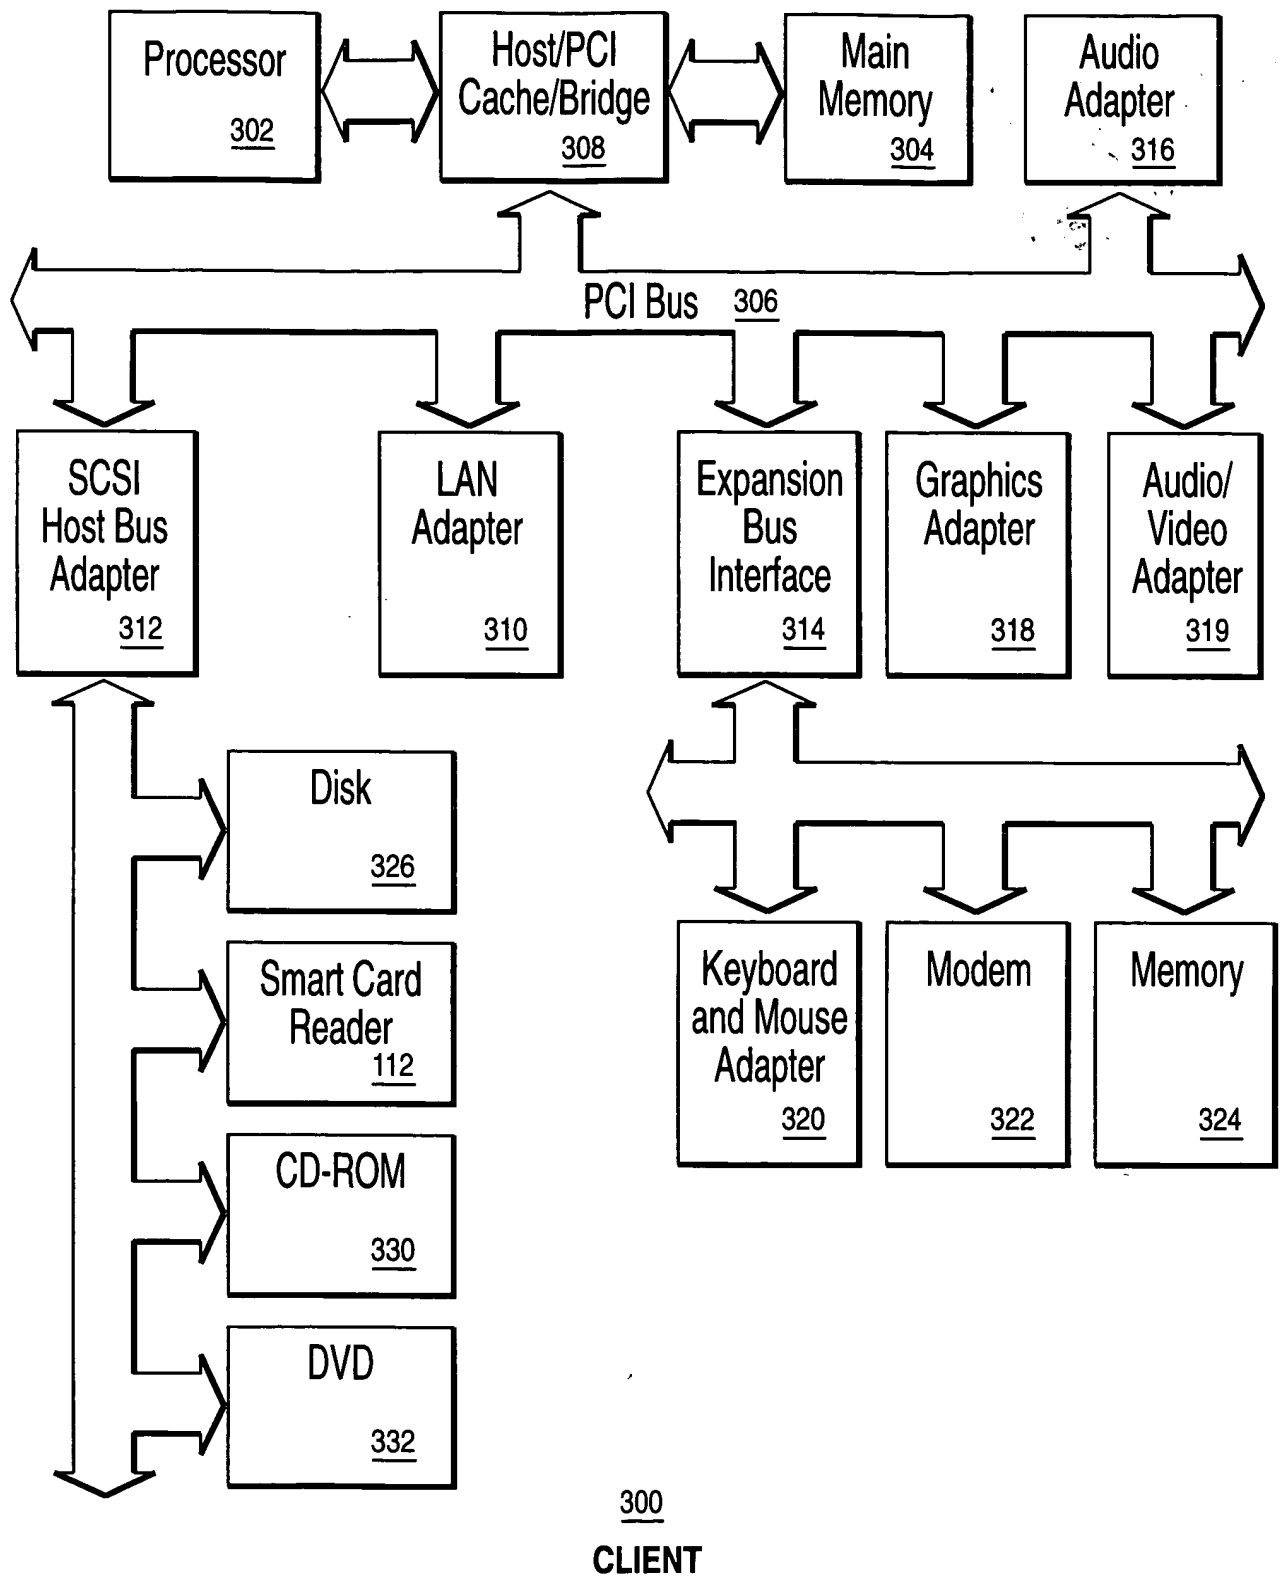 Processor
302
Host/PCI
Cache/Bridge
308
Main
Memory
304
Audio
Adapter
316
PCI Bus 306
SCSI
Host Bus
Adapter
312
LAN
Adapter
310
Expansion
Bus
Interface
314
Graphics
Adapter
318
Audio/
Video
Adapter
319
Disk
326
Smart Card
Reader
112
CD-ROM
330
DVD
332
Keyboard
and Mouse
Adapter
320
Modem
322
Memory
324
300
CLIENT